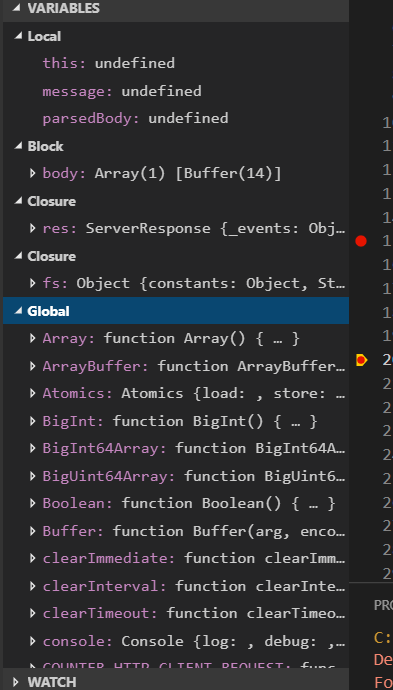 VARIABLES
Local
this: undefined
message: undefined
parsedBody: undefined
Block
body: Array(1) [Buffer(14)]
Closure
res: ServerResponse {_events: Obj…
Closure
fs: Object {constants: Object, St…
Global
Array: function Array() { … }
ArrayBuffer: function ArrayBuffer…
Atomics: Atomics {load: , store: …
BigInt: function BigInt() { … }
BigInt64Array: function BigInt64A…
BigUint64Array: function BigUint6…
Boolean: function Boolean() { … }
Buffer: function Buffer(arg, enco…
clearImmediate: function clearImm…
clearInterval: function clearInte…
clearTimeout: function clearTimeo…
console: Console {log: , debug: ,…
COUNTER_HTTP_CLIENT_REQUEST: func…
WATCH
PRO
C:
De
Fo